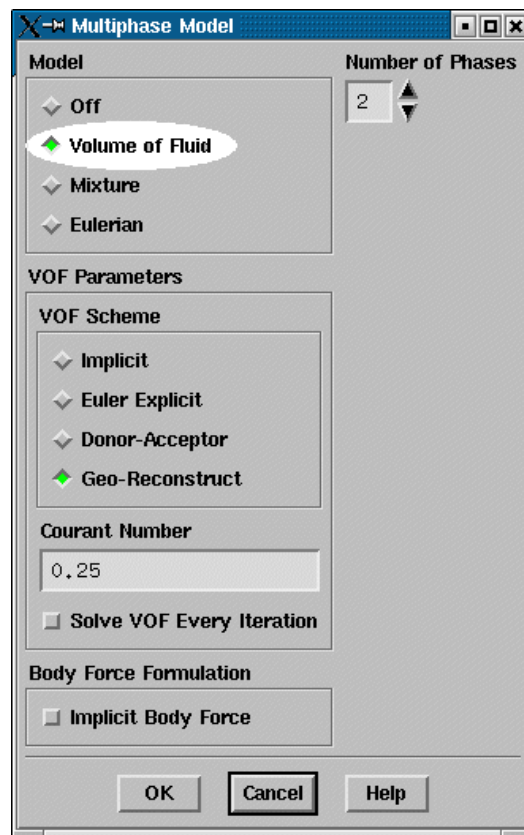 Multiphase Model
Model
Off
Volume of Fluid
Mixture
Eulerian
Number of Phases
2
VOF Parameters
VOF Scheme
Implicit
Euler Explicit
Donor-Acceptor
Geo-Reconstruct
Courant Number
0.25
Solve VOF Every Iteration
Body Force Formulation
Implicit Body Force
OK Cancel Help